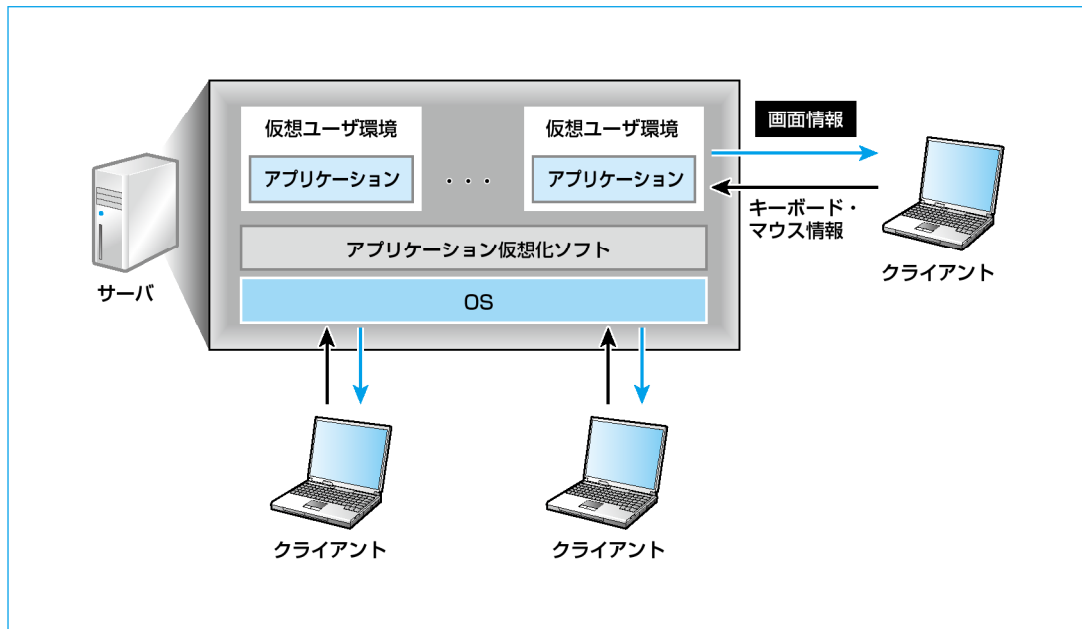 仮想ユーザ環境
アプリケーション
・・・
仮想ユーザ環境
アプリケーション
アプリケーション仮想化ソフト
OS
サーバ
画面情報
キーボード・
マウス情報
クライアント
クライアント
クライアント